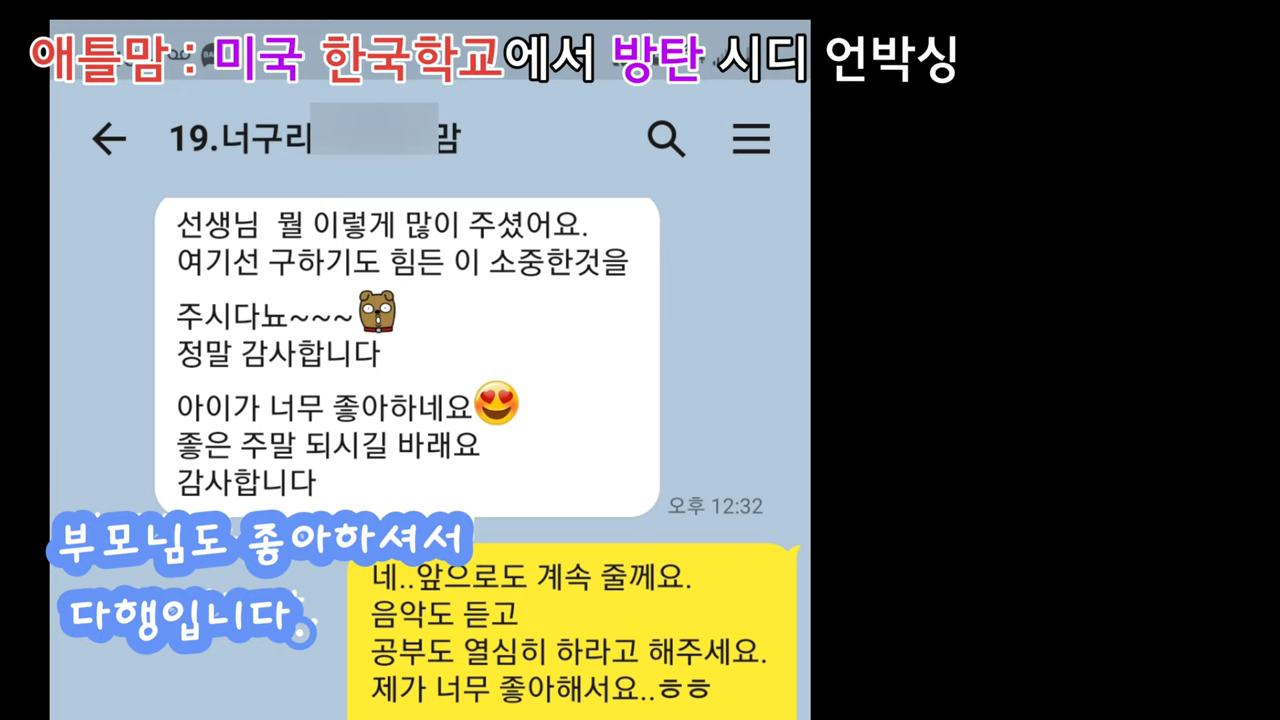 애틀맘 : 미국 한국학교에서 방탄 시디 언박싱
19.너구리 맘
선생님 뭘 이렇게 많이 주셨어요.
여기선 구하기도 힘든 이 소중한것을
주시다뇨~~~
정말 감사합니다
아이가 너무 좋아하네요
좋은 주말 되시길 바래요
감사합니다
오후 12:32
부모님도 좋아하셔서
다행입니다.
네..앞으로도 계속 줄께요.
음악도 듣고
공부도 열심히 하라고 해주세요.
제가 너무 좋아해서요..ㅎㅎ